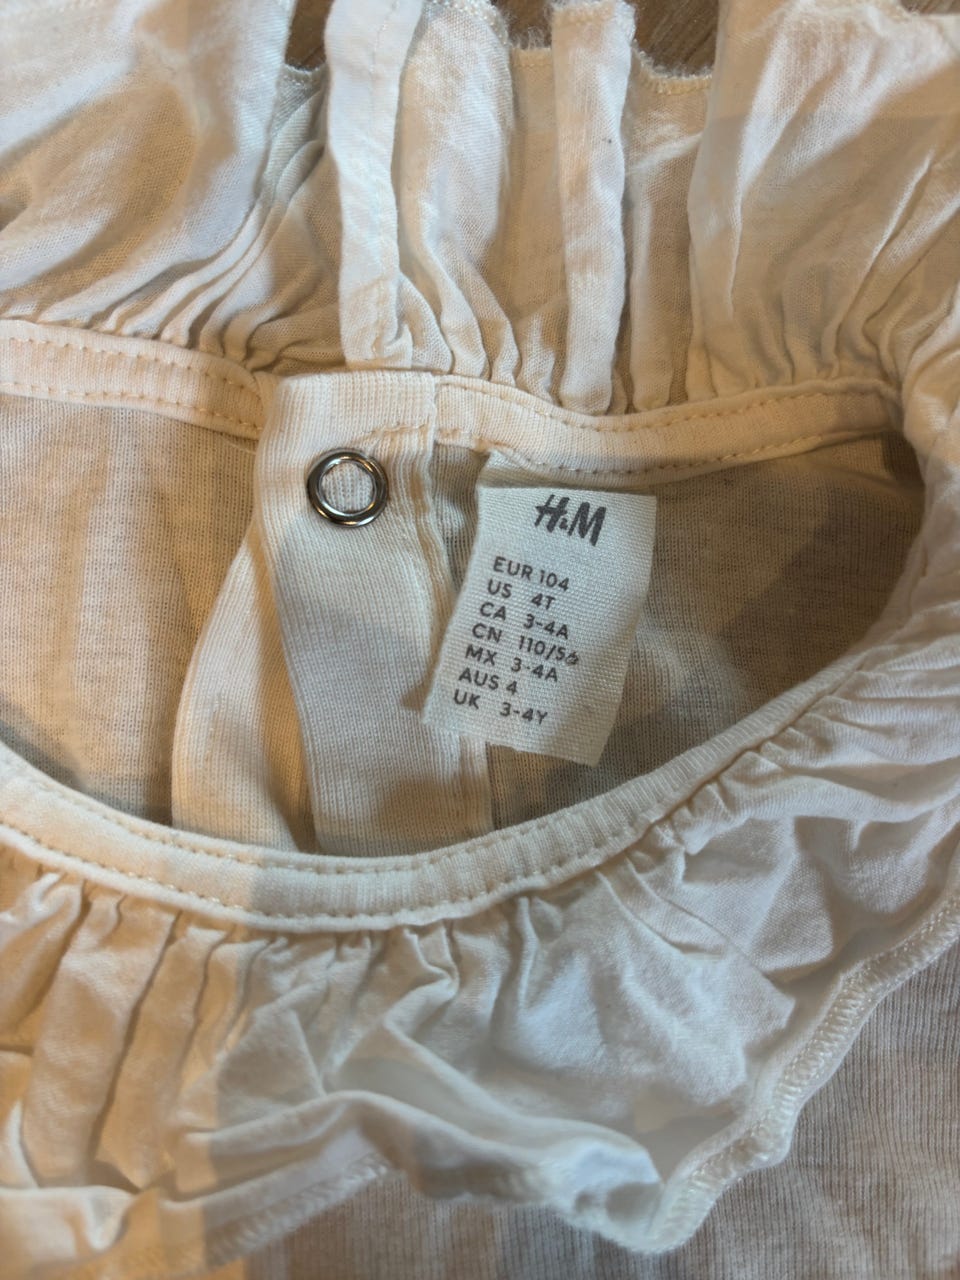 H&M
EUR 104
US 4T
CA 3-4A
CN 110/56
MX 3-4A
AUS 4
UK 3-4Y